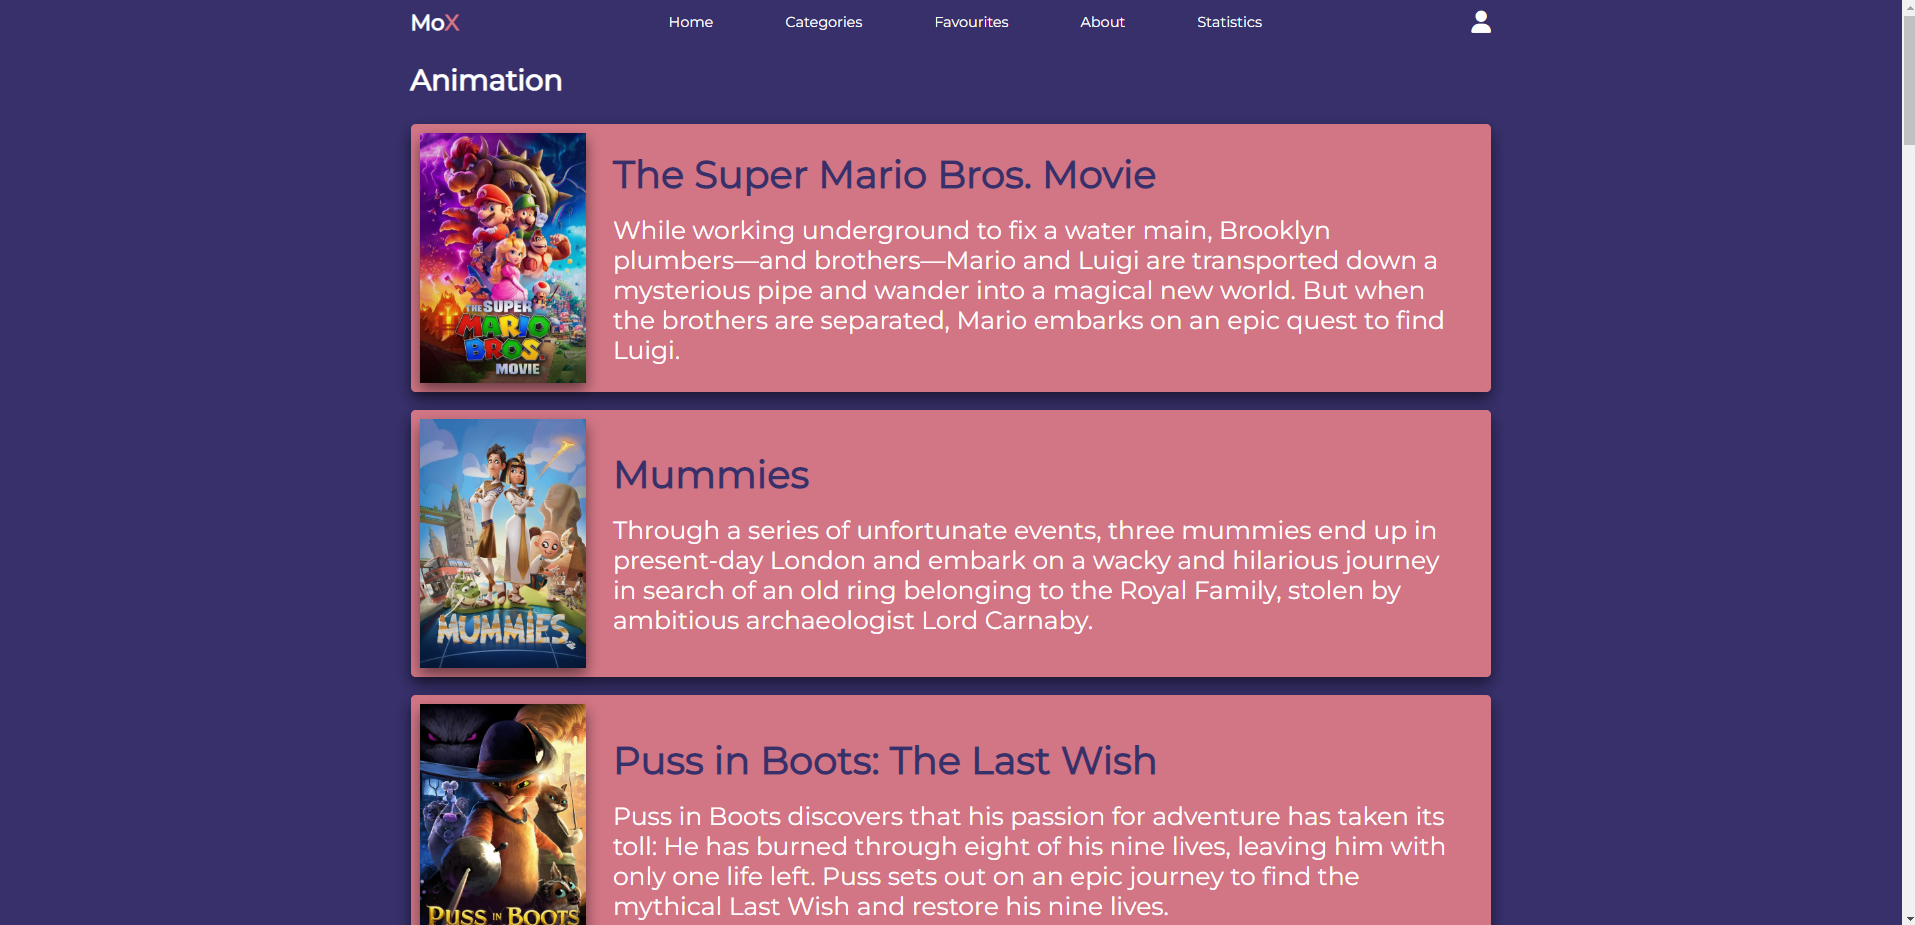 MoX
Home
Categories
Favourites
About
Statistics
Animation
THE SUPER
MARIO
BROS.
MOVIE
The Super Mario Bros. Movie
While working underground to fix a water main, Brooklyn
plumbers—and brothers—Mario and Luigi are transported down a
mysterious pipe and wander into a magical new world. But when
the brothers are separated, Mario embarks on an epic quest to find
Luigi.
MUMMIES
Mummies
Through a series of unfortunate events, three mummies end up in
present-day London and embark on a wacky and hilarious journey
in search of an old ring belonging to the Royal Family, stolen by
ambitious archaeologist Lord Carnaby.
PUSS IN BOOTS
Puss in Boots: The Last Wish
Puss in Boots discovers that his passion for adventure has taken its
toll: He has burned through eight of his nine lives, leaving him with
only one life left. Puss sets out on an epic journey to find the
mythical Last Wish and restore his nine lives.